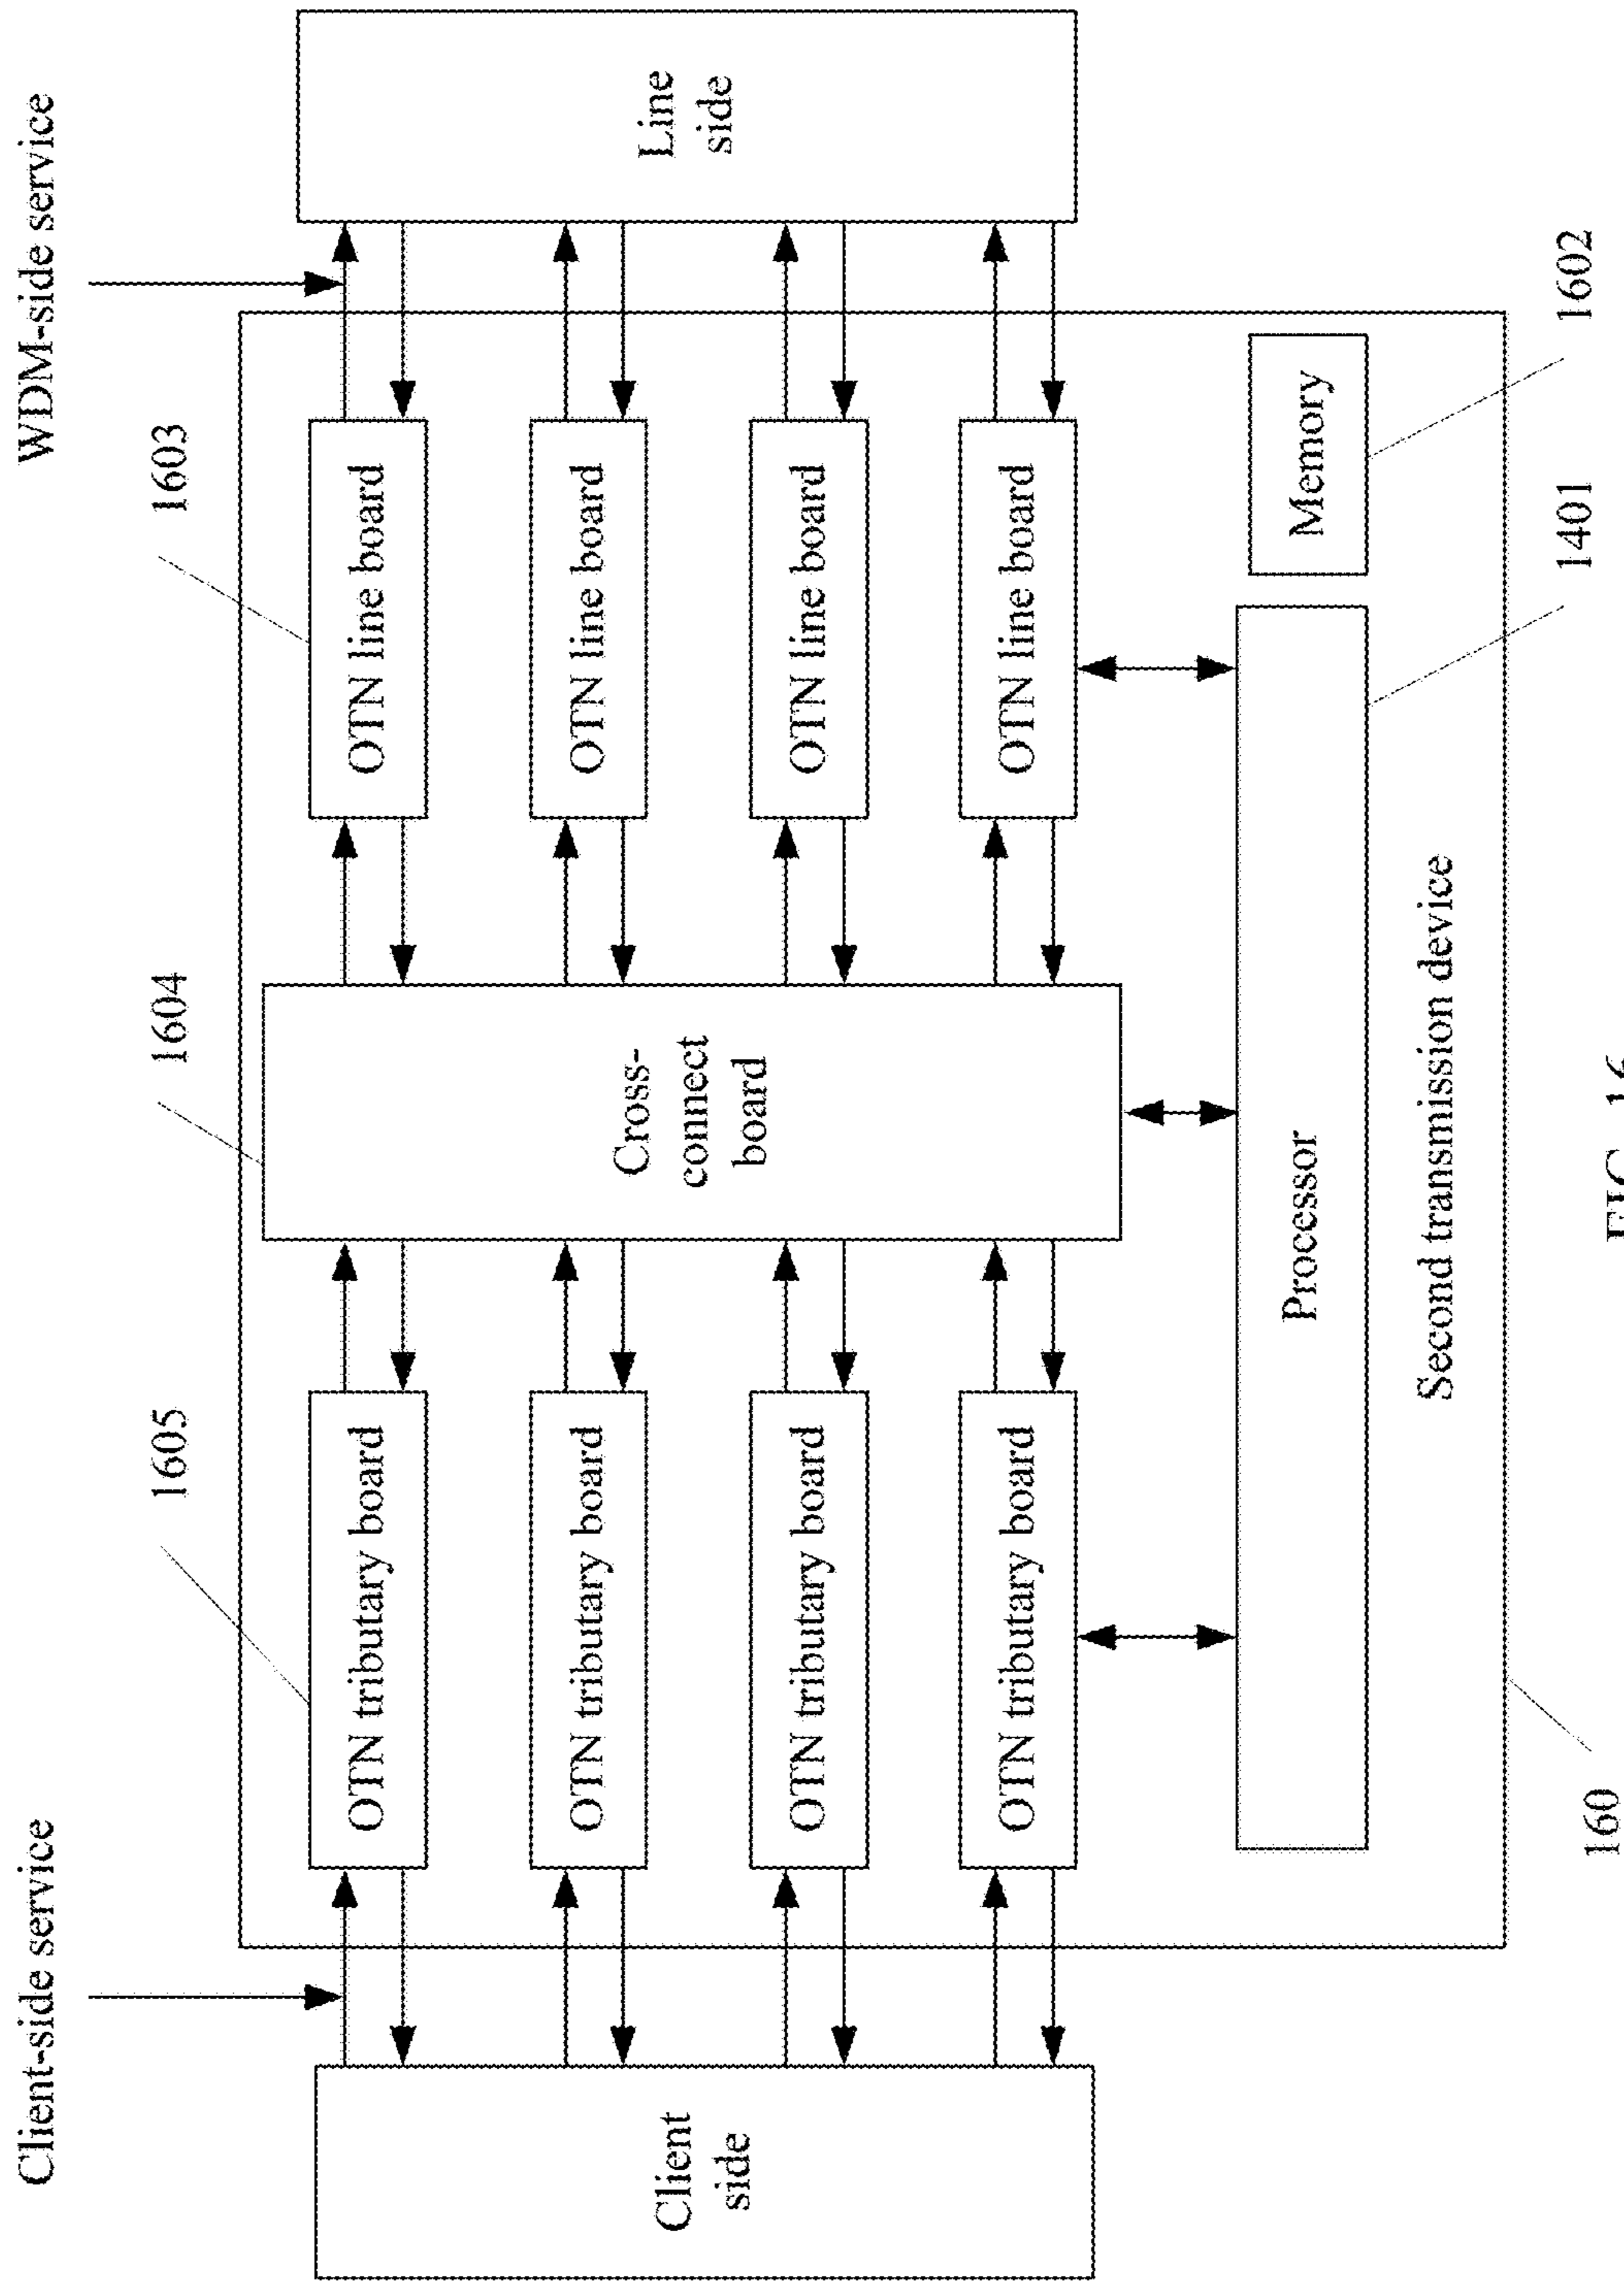 Client-side service
WDM-side service
1605
1604
1603
Client
side
OTN tributary board
OTN tributary board
OTN tributary board
OTN tributary board
Cross-
connect
board
OTN line board
OTN line board
OTN line board
OTN line board
Line
side
Processor
Memory
Second transmission device
160
1401
1602
FIG. 16